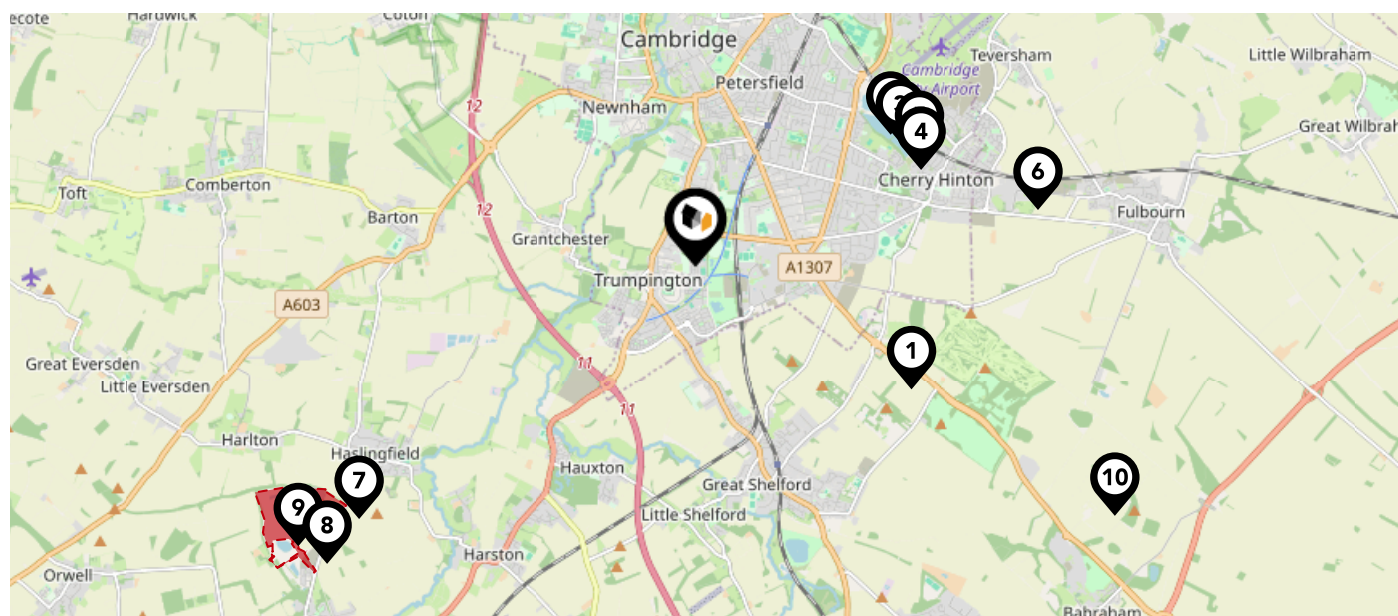 ecote
Hardwick
Coton
Cambridge
Petersfield
Teversham
Little Wilbraham
Cambridge
y Airport
12
Newnham
4
Great Wilbrah
6
Cherry Hinton
Comberton
Toft
12
Barton
Fulbourn
Grantchester
Trumpington
A1307
A603
1
Great Eversden
11
Little Eversden
11
Harlton
Haslingfield
Hauxton
7
10
Great Shelford
9
8
Little Shelford
Harston
Orwell
Babraham